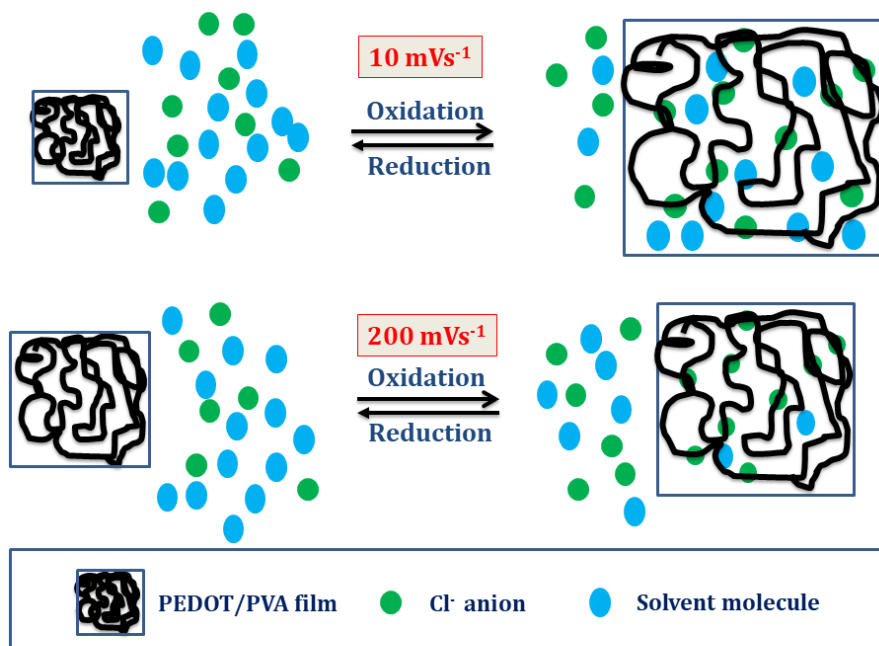 10 mVs⁻¹
Oxidation
Reduction
200 mVs⁻¹
Oxidation
Reduction
PEDOT/PVA film
Cl⁻ anion
Solvent molecule